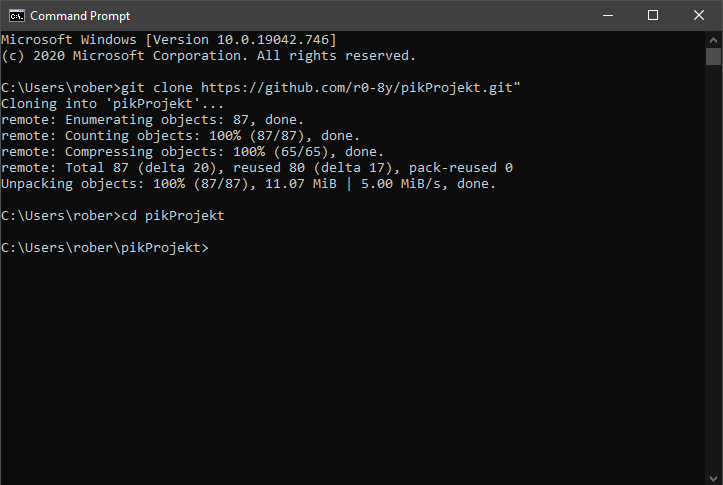 Command Prompt
Microsoft Windows [Version 10.0.19042.746]
(c) 2020 Microsoft Corporation. All rights reserved.
C:\Users\rober>git clone https://github.com/r0-8y/pikProjekt.git"
Cloning into 'pikProjekt'...
remote: Enumerating objects: 87, done.
remote: Counting objects: 100% (87/87), done.
remote: Compressing objects: 100% (65/65), done.
remote: Total 87 (delta 20), reused 80 (delta 17), pack-reused 0
Unpacking objects: 100% (87/87), 11.07 MiB | 5.00 MiB/s, done.
C:\Users\rober>cd pikProjekt
C:\Users\rober\pikProjekt>